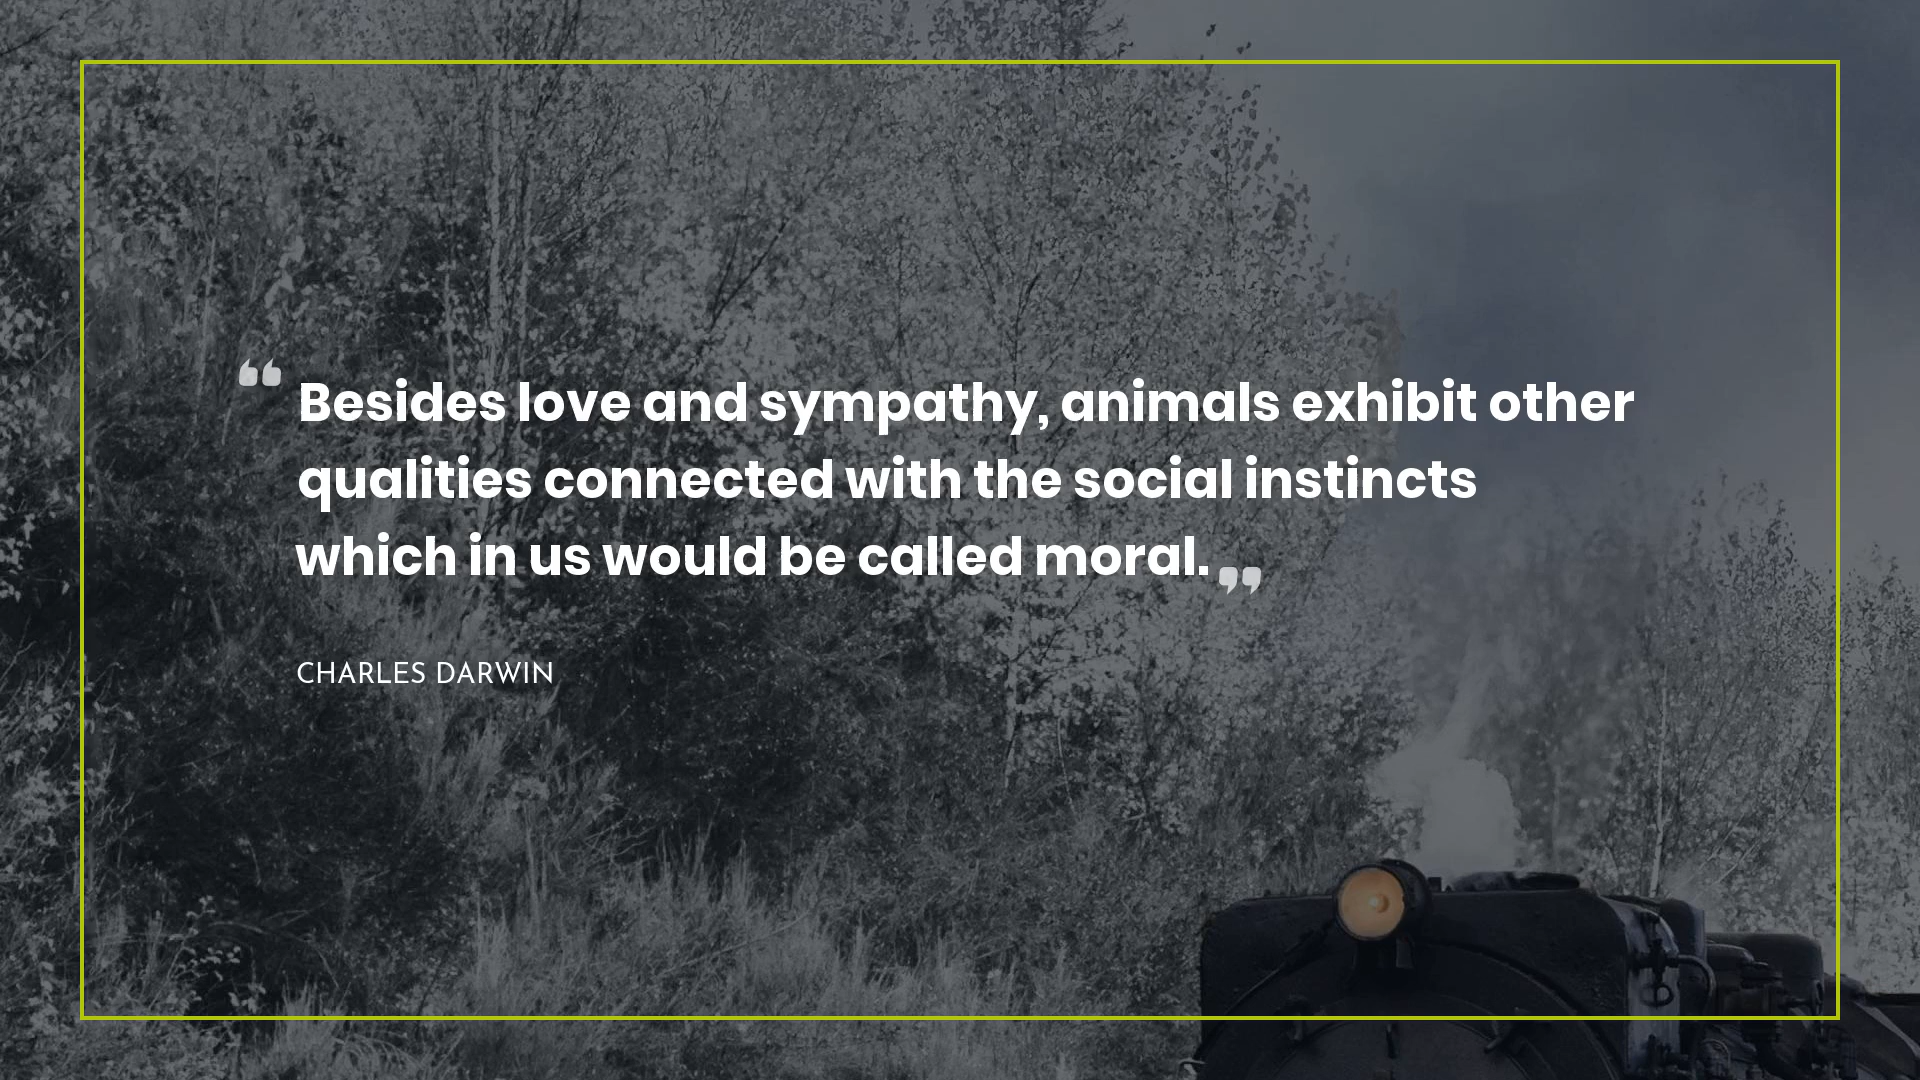 “Besides love and sympathy, animals exhibit other
qualities connected with the social instincts
which in us would be called moral.”
CHARLES DARWIN